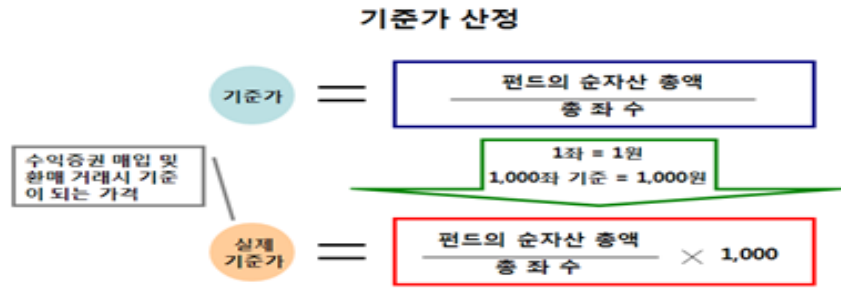 기준가 산정
기준가
=
펀드의 순자산 총액
총 좌 수
1좌 = 1원
1,000좌 기준 = 1,000원
수익증권 매입 및
환매 거래시 기준
이 되는 가격
실제
기준가
=
펀드의 순자산 총액
총 좌 수
× 1,000